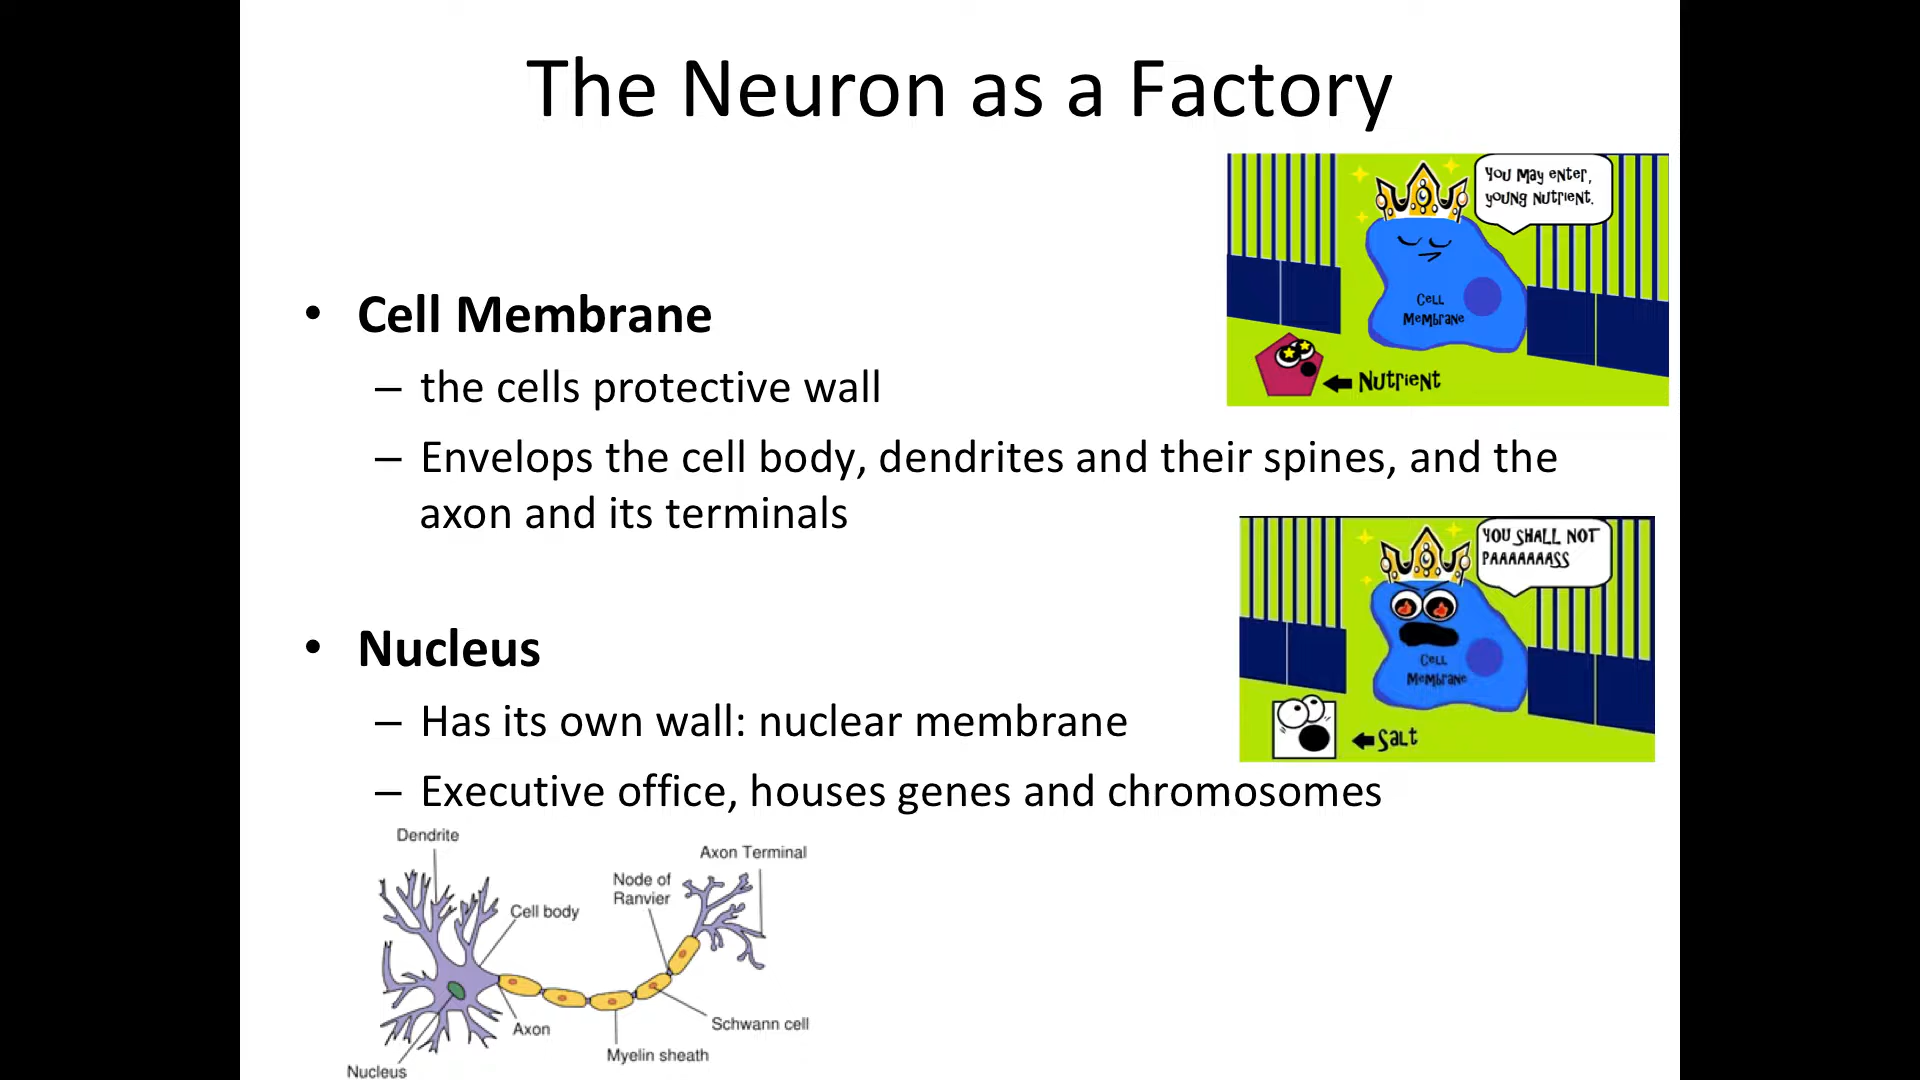 The Neuron as a Factory
You May enter,
young Nutrient.
Cell
Membrane
Nutrient
• Cell Membrane
– the cells protective wall
– Envelops the cell body, dendrites and their spines, and the
axon and its terminals
YOU SHALL NOT
PAAAAAAASS
Cell
Membrane
Salt
• Nucleus
– Has its own wall: nuclear membrane
– Executive office, houses genes and chromosomes
Dendrite
Axon Terminal
Node of
Ranvier
Cell body
Axon
Schwann cell
Myelin sheath
Nucleus